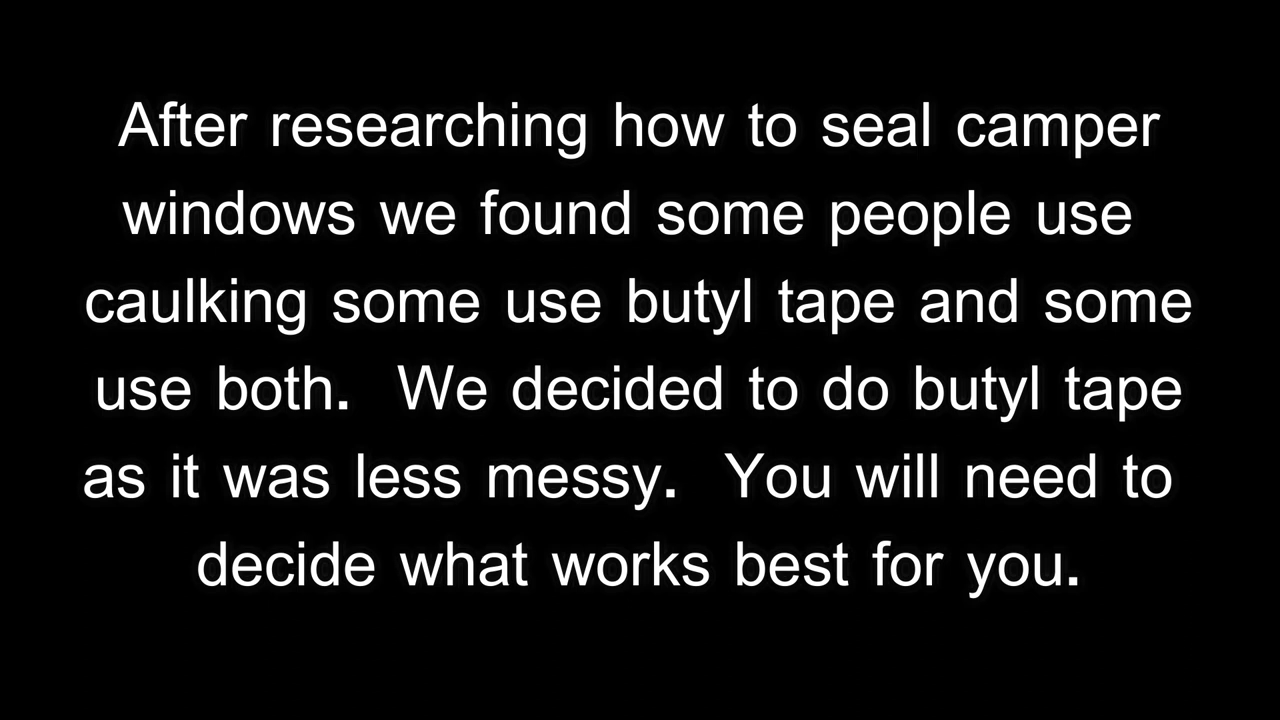 After researching how to seal camper
windows we found some people use
caulking some use butyl tape and some
use both.  We decided to do butyl tape
as it was less messy.  You will need to
decide what works best for you.